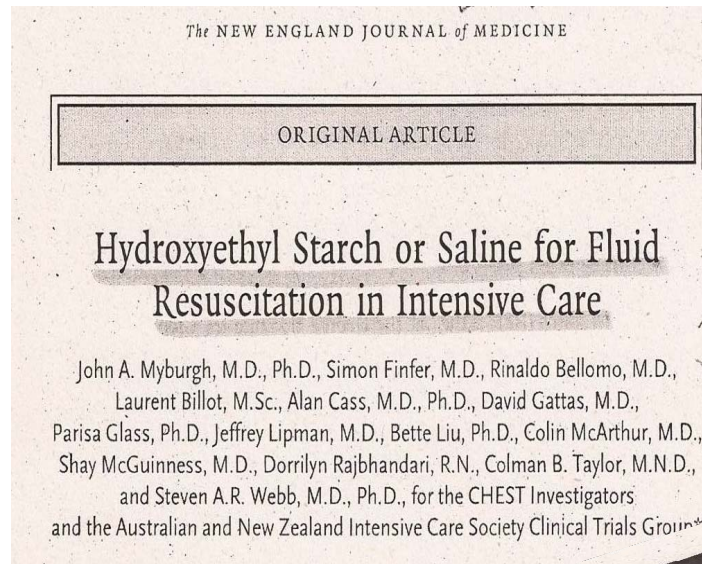 The NEW ENGLAND JOURNAL of MEDICINE
ORIGINAL ARTICLE
Hydroxyethyl Starch or Saline for Fluid
Resuscitation in Intensive Care
John A. Myburgh, M.D., Ph.D., Simon Finfer, M.D., Rinaldo Bellomo, M.D.,
Laurent Billot, M.Sc., Alan Cass, M.D., Ph.D., David Gattas, M.D.,
Parisa Glass, Ph.D., Jeffrey Lipman, M.D., Bette Liu, Ph.D., Colin McArthur, M.D.,
Shay McGuinness, M.D., Dorrilyn Rajbhandari, R.N., Colman B. Taylor, M.N.D.,
and Steven A.R. Webb, M.D., Ph.D., for the CHEST Investigators
and the Australian and New Zealand Intensive Care Society Clinical Trials Group*